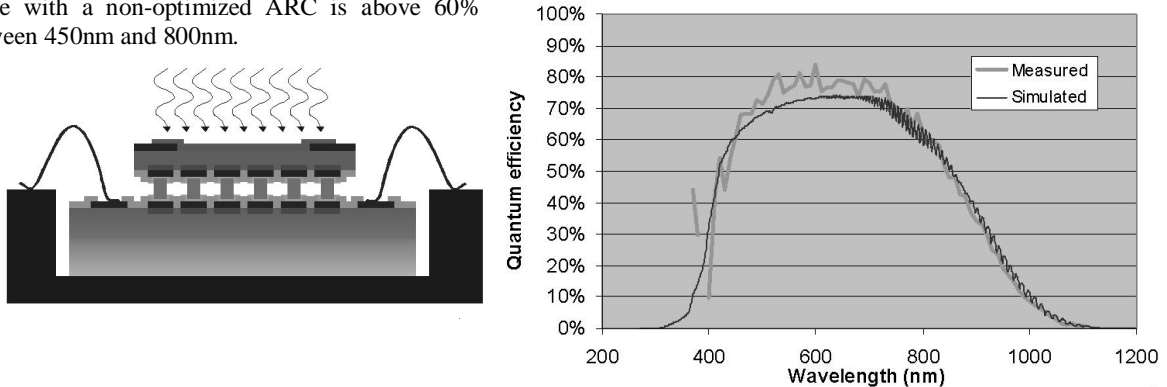 with a non-optimized ARC is above 60%
450nm and 800nm.
100%
90%
80%
70%
60%
50%
40%
30%
20%
10%
0%
Quantum efficiency
Measured
Simulated
200 400 600 800 1000 1200
Wavelength (nm)